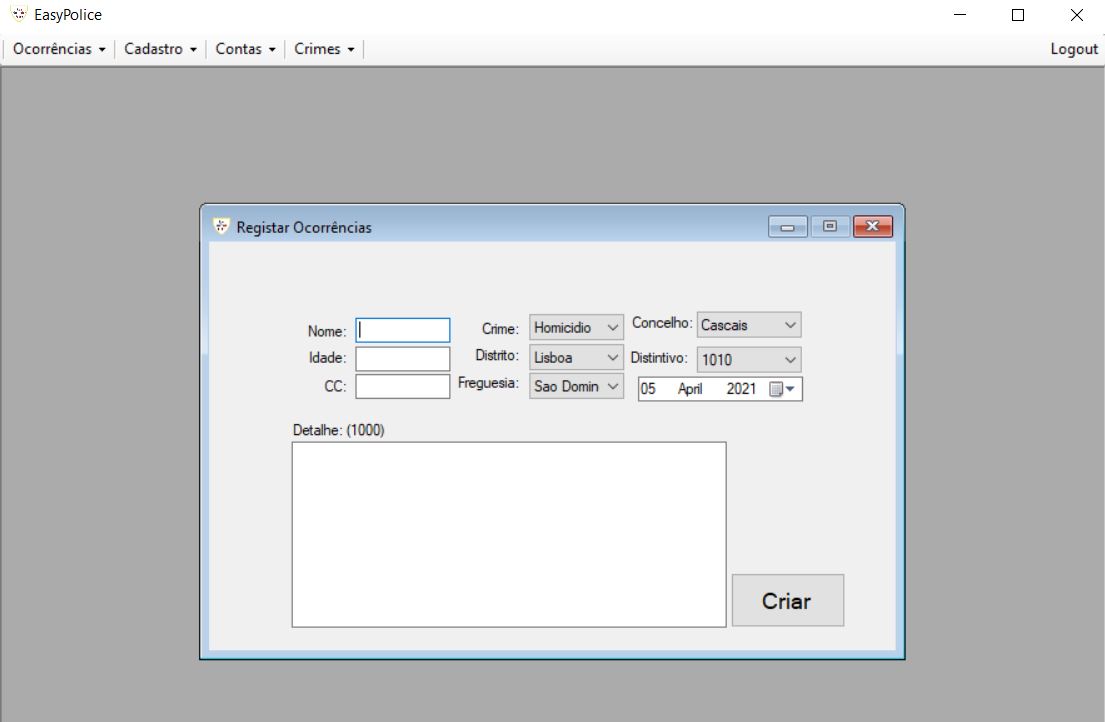 EasyPolice
Ocorrências Cadastro Contas Crimes Logout
Registar Ocorrências
Nome: Crime: Homicidio Concelho: Cascais
Idade: Distrito: Lisboa Distintivo: 1010
CC: Freguesia: Sao Domin 05 April 2021
Detalhe: (1000)
Criar